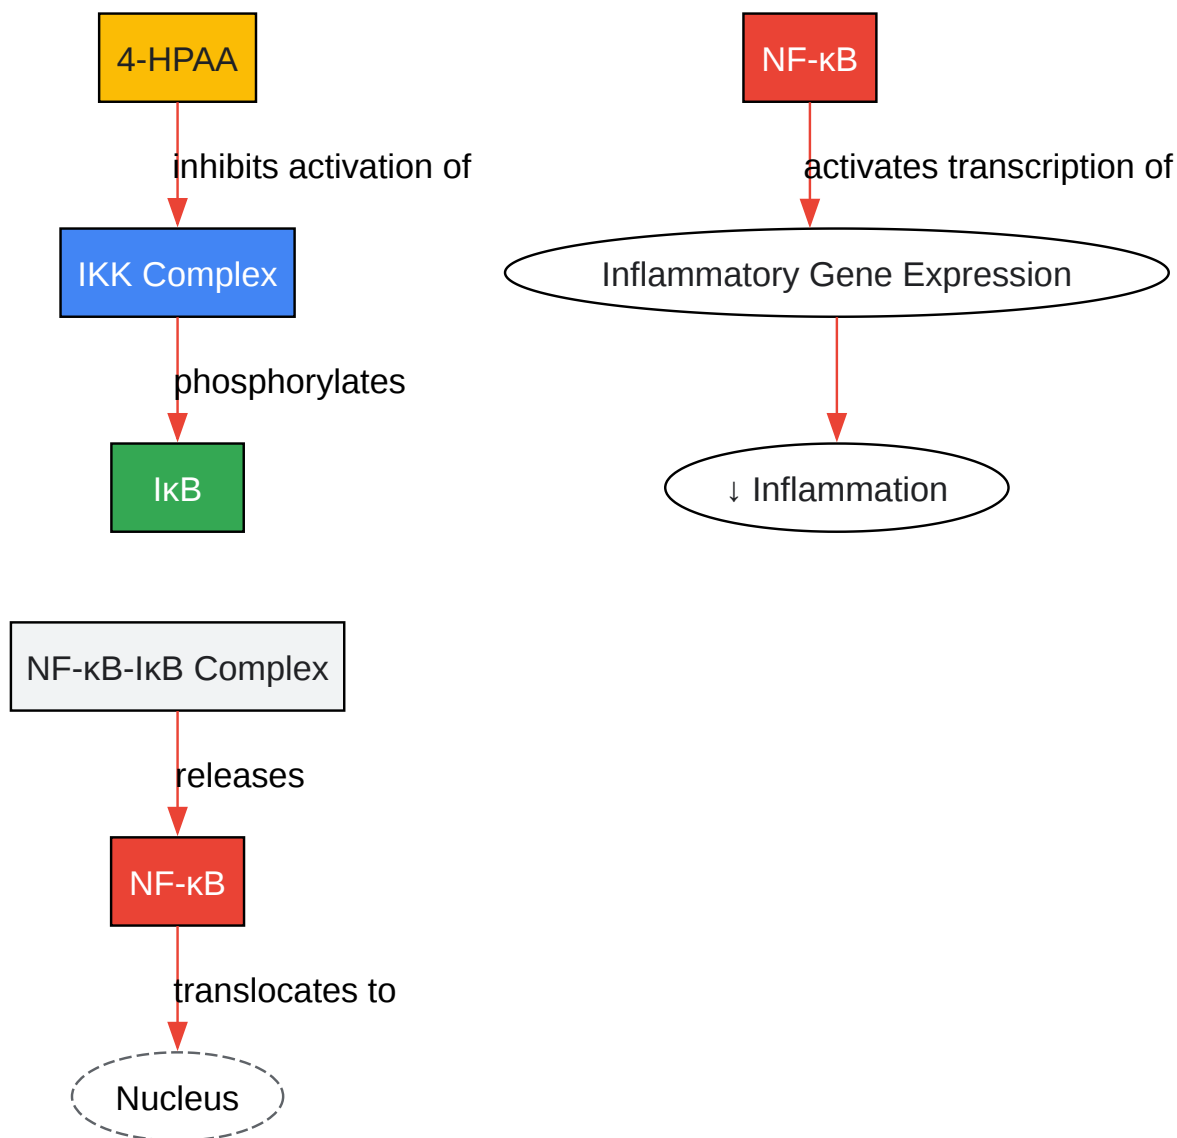 4-HPAA
inhibits activation of
IKK Complex
phosphorylates
IκB
NF-κB-IκB Complex
releases
NF-κB
translocates to
Nucleus
NF-κB
activates transcription of
Inflammatory Gene Expression
↓ Inflammation